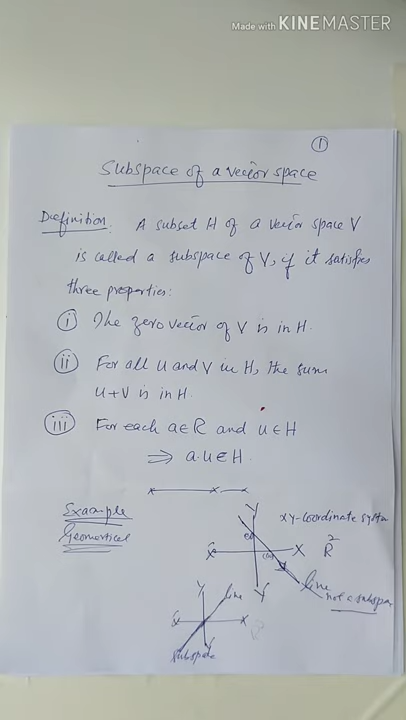 Made with KINEMASTER
①
Subspace of a vector space
Definition: A subset H of a vector space V
is called a subspace of V, if it satisfies
three properties:
(i) The zero vector of V is in H.
(ii) For all u and v in H, the sum
u+v is in H.
(iii) For each a∈R and u∈H
⇒ a.u∈H.
Example
Geometrical
XY-Coordinate system
Y
X X R²
Y
line
not a subspace
Y line
X X
Y
Subspace